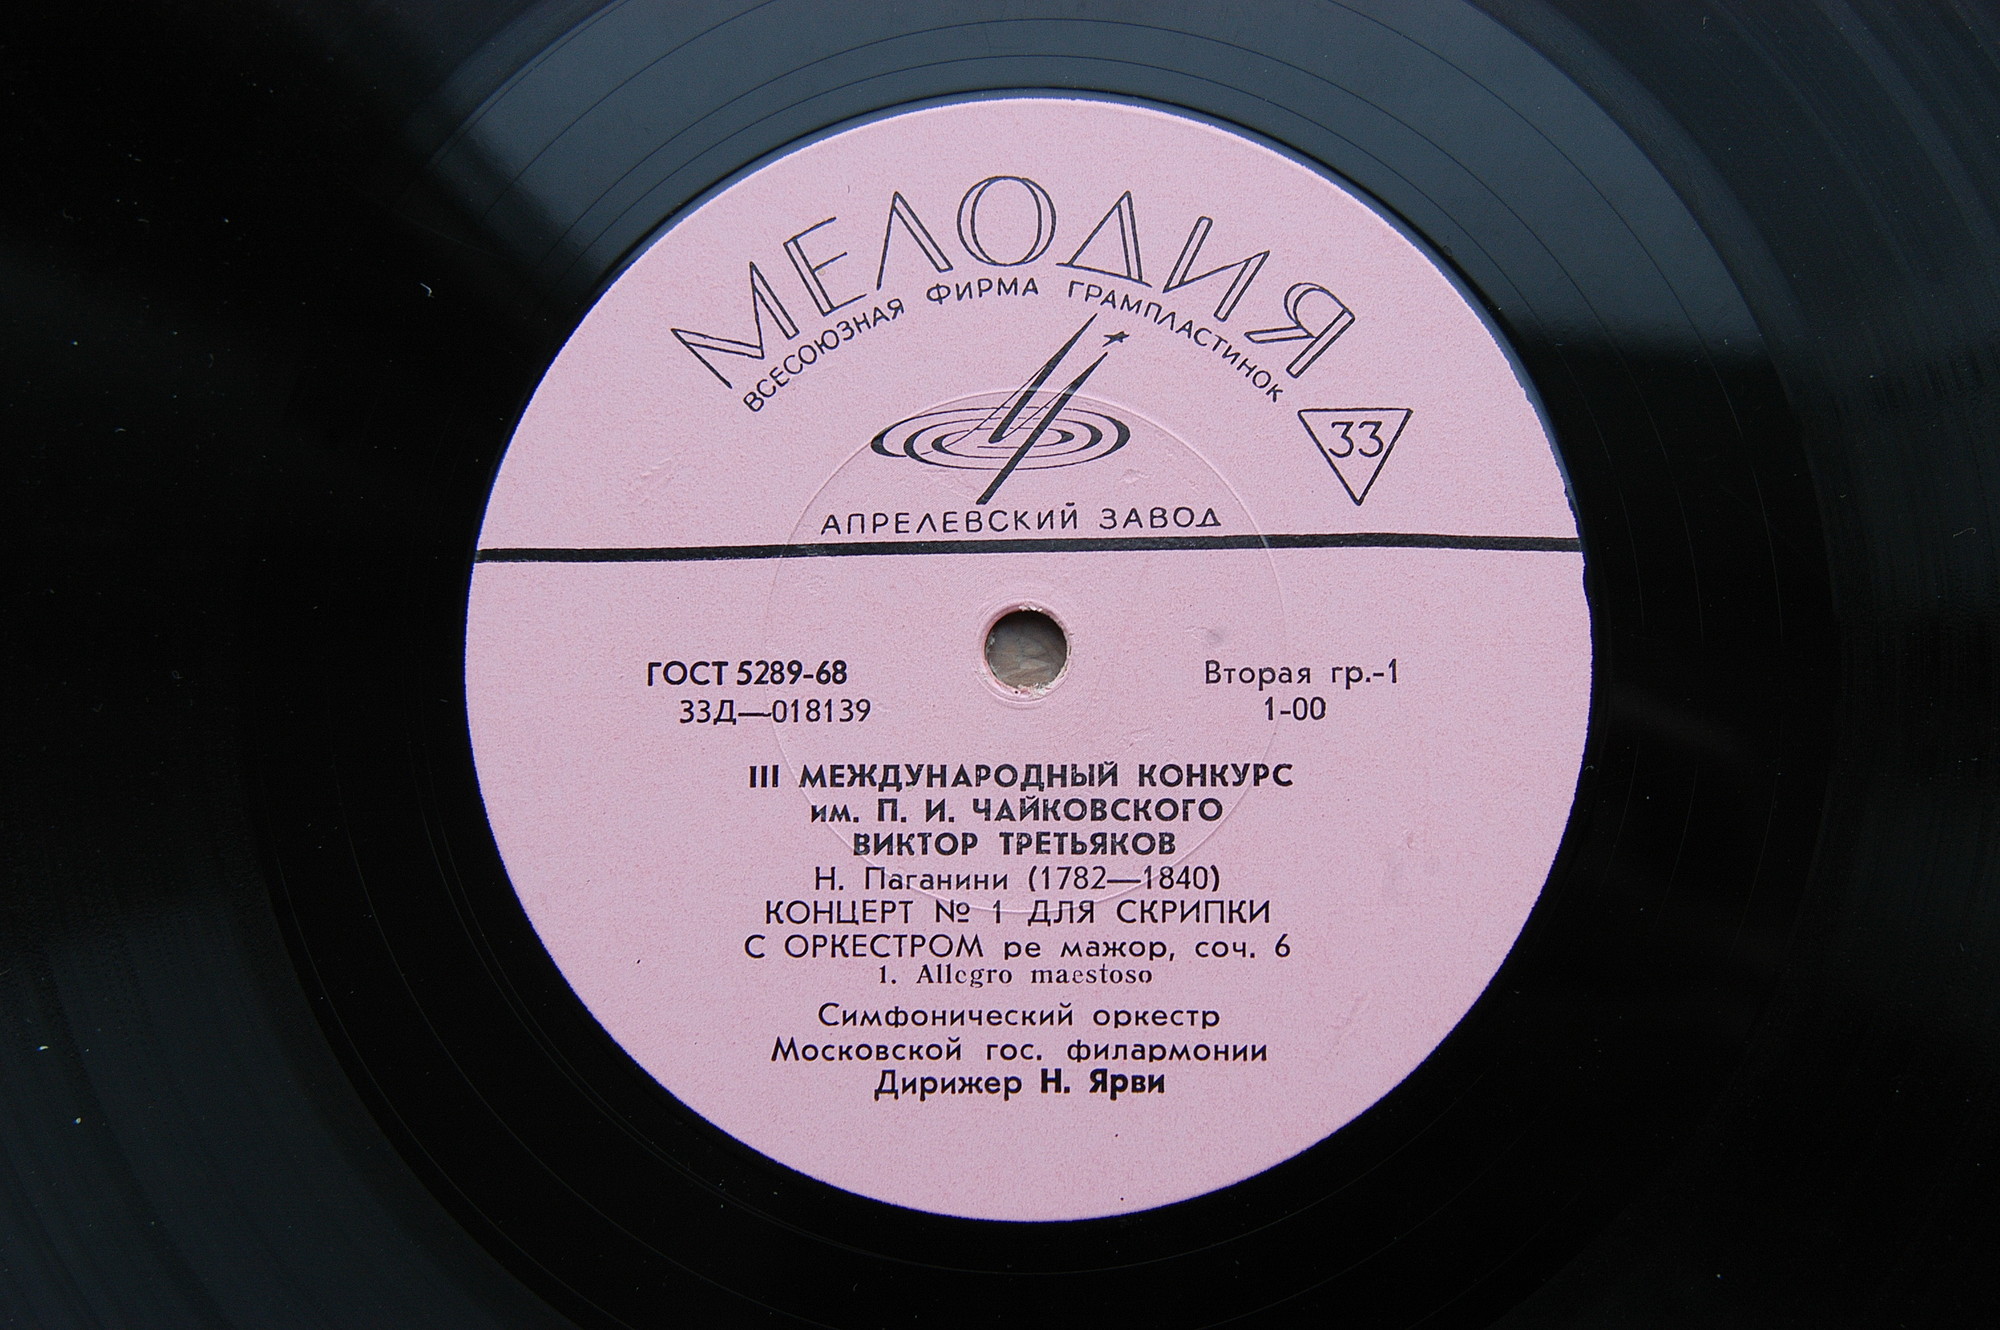 МЕЛОДИЯ
ВСЕСОЮЗНАЯ ФИРМА ГРАМПЛАСТИНОК
33
АПРЕЛЕВСКИЙ ЗАВОД
ГОСТ 5289-68
Вторая гр.-1
33Д—018139
1-00
III МЕЖДУНАРОДНЫЙ КОНКУРС
им. П. И. ЧАЙКОВСКОГО
ВИКТОР ТРЕТЬЯКОВ
Н. Паганини (1782—1840)
КОНЦЕРТ № 1 ДЛЯ СКРИПКИ
С ОРКЕСТРОМ ре мажор, соч. 6
1. Allegro maestoso
Симфонический оркестр
Московской гос. филармонии
Дирижер Н. Ярви